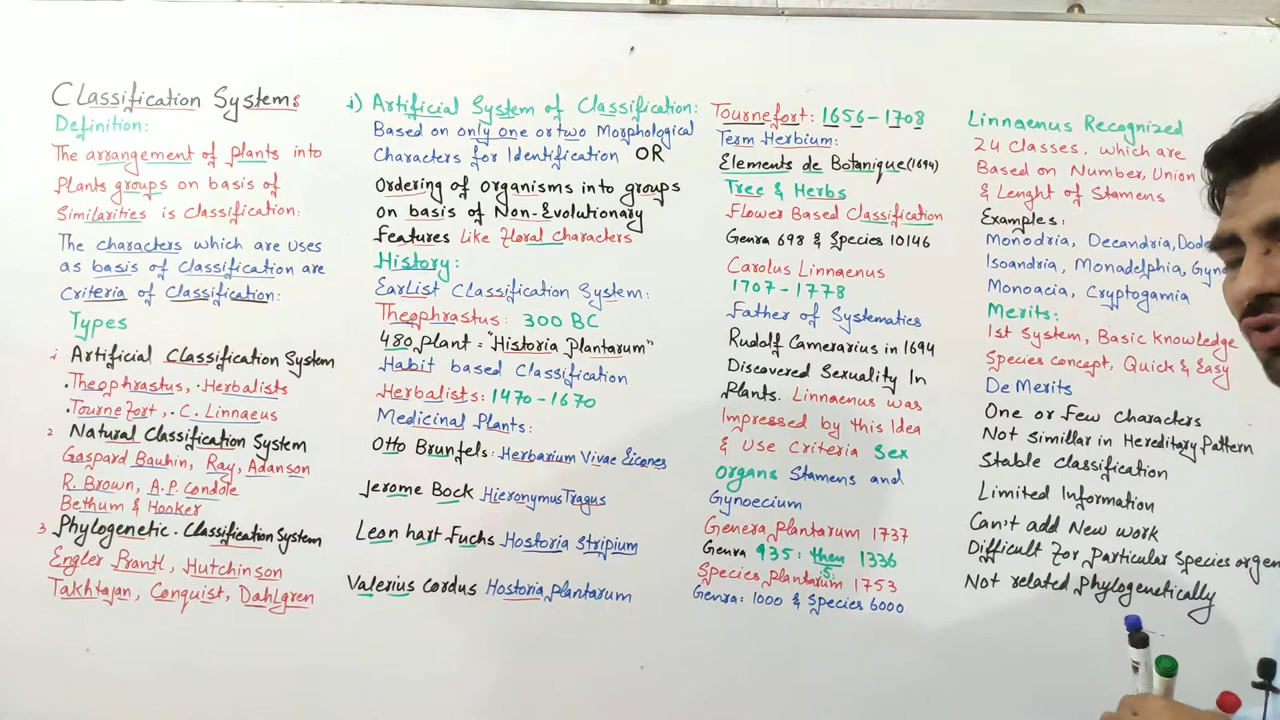 Classification Systems
Definition:
The arrangement of plants into
Plants groups on basis of
Similarities is classification:
The characters which are uses
as basis of classification are
Criteria of Classification:
Types
i Artificial Classification System
.Theophrastus, .Herbalists
.Tournefort, . C. Linnaeus
2 Natural Classification System
Gaspard Bauhin, Ray, Adanson
R. Brown, A.P. Condole
Bethum & Hooker
3 Phylogenetic. Classification System
Engler Prantl, Hutchinson
Takhtajan, Conquist, Dahlgren
i) Artificial System of Classification:
Based on only one or two Morphological
Characters for Identification OR
Ordering of organisms into groups
on basis of Non-Evolutionary
features Like floral characters
History:
EarList Classification System:
Theophrastus: 300 BC
480 plant = "Historia plantarum"
Habit based Classification
Herbalists: 1470-1670
Medicinal Plants:
Otto Brunfels: Herbarium Vivae Eicones
Jerome Bock Hieronymus Tragus
Leon hart Fuchs Hostoria Stripium
Valerius Cordus Hostoria plantarum
Tournefort: 1656-1708
Term Herbium:
Elements de Botanique (1694)
Tree & Herbs
Flower Based Classification
Genra 698 & Species 10146
Carolus Linnaenus
1707-1778
Father of Systematics
Rudolf Camerarius in 1694
Discovered Sexuality In
Plants. Linnaenus was
Impressed by this Idea
& Use Criteria Sex
organs Stamens and
Gynoecium
Genera plantarum 1737
Genra 935: then 1336
Species plantarum 1753
Genra: 1000 & Species 6000
Linnaenus Recognized
24 Classes. which are
Based on Number, Union
& Lenght of Stamens
Examples:
Monodria, Decandria,
Isoandria, Monadelphia,
Monoacia, Cryptogamia
Merits:
1st System, Basic knowledge
Species concept, Quick & Easy
De Merits
One or Few characters
Not simillar in Hereditary Pattern
Stable classification
Limited Information
Can't add New work
Difficult for particular Species
Not related phylogenetically